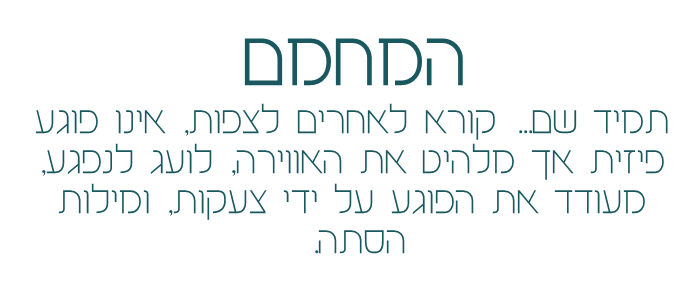 המחמם
תמיד שם... קורא לאחרים לצפות, אינו פוגע
פיזית אך מלהיט את האווירה, לועג לנפגע,
מעודד את הפוגע על ידי צעקות, ומילות
הסתה.